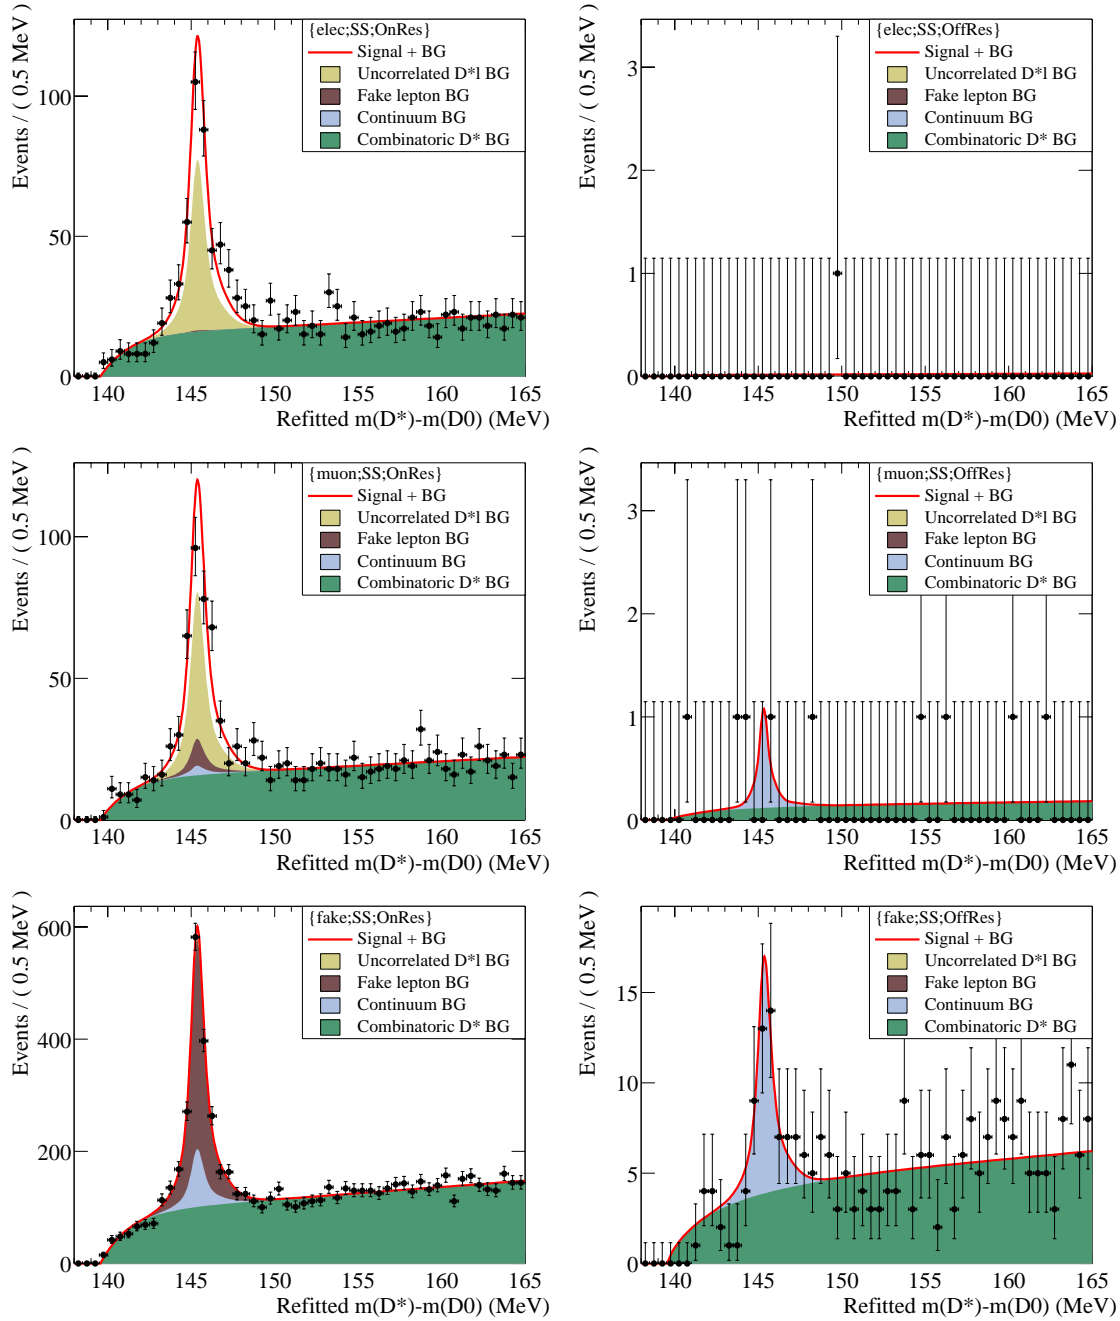 {elec;SS;OnRes}
Signal + BG
Uncorrelated D*l BG
Fake lepton BG
Continuum BG
Combinatoric D* BG
Events / ( 0.5 MeV )
100
50
0
140 145 150 155 160 165
Refitted m(D*)-m(D0) (MeV)
{elec;SS;OffRes}
Signal + BG
Uncorrelated D*l BG
Fake lepton BG
Continuum BG
Combinatoric D* BG
Events / ( 0.5 MeV )
3
2
1
0
140 145 150 155 160 165
Refitted m(D*)-m(D0) (MeV)
{muon;SS;OnRes}
Signal + BG
Uncorrelated D*l BG
Fake lepton BG
Continuum BG
Combinatoric D* BG
Events / ( 0.5 MeV )
100
50
0
140 145 150 155 160 165
Refitted m(D*)-m(D0) (MeV)
{muon;SS;OffRes}
Signal + BG
Uncorrelated D*l BG
Fake lepton BG
Continuum BG
Combinatoric D* BG
Events / ( 0.5 MeV )
3
2
1
0
140 145 150 155 160 165
Refitted m(D*)-m(D0) (MeV)
{fake;SS;OnRes}
Signal + BG
Uncorrelated D*l BG
Fake lepton BG
Continuum BG
Combinatoric D* BG
Events / ( 0.5 MeV )
600
400
200
0
140 145 150 155 160 165
Refitted m(D*)-m(D0) (MeV)
{fake;SS;OffRes}
Signal + BG
Uncorrelated D*l BG
Fake lepton BG
Continuum BG
Combinatoric D* BG
Events / ( 0.5 MeV )
15
10
5
0
140 145 150 155 160 165
Refitted m(D*)-m(D0) (MeV)